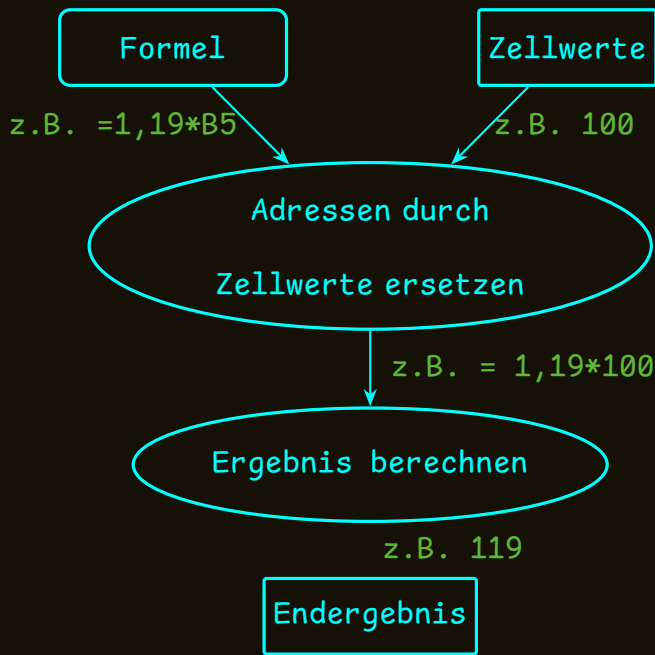 Formel
Zellwerte
z.B. =1,19*B5
z.B. 100
Adressen durch
Zellwerte ersetzen
z.B. = 1,19*100
Ergebnis berechnen
z.B. 119
Endergebnis